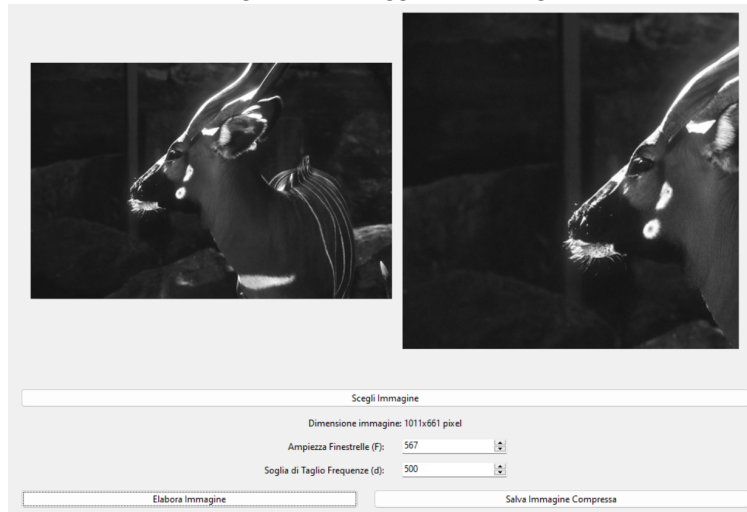 Scegli Immagine
Dimensione immagine: 1011x661 pixel
Ampiezza Finestrelle (F): 567
Soglia di Taglio Frequenze (d): 500
Elabora Immagine Salva Immagine Compressa